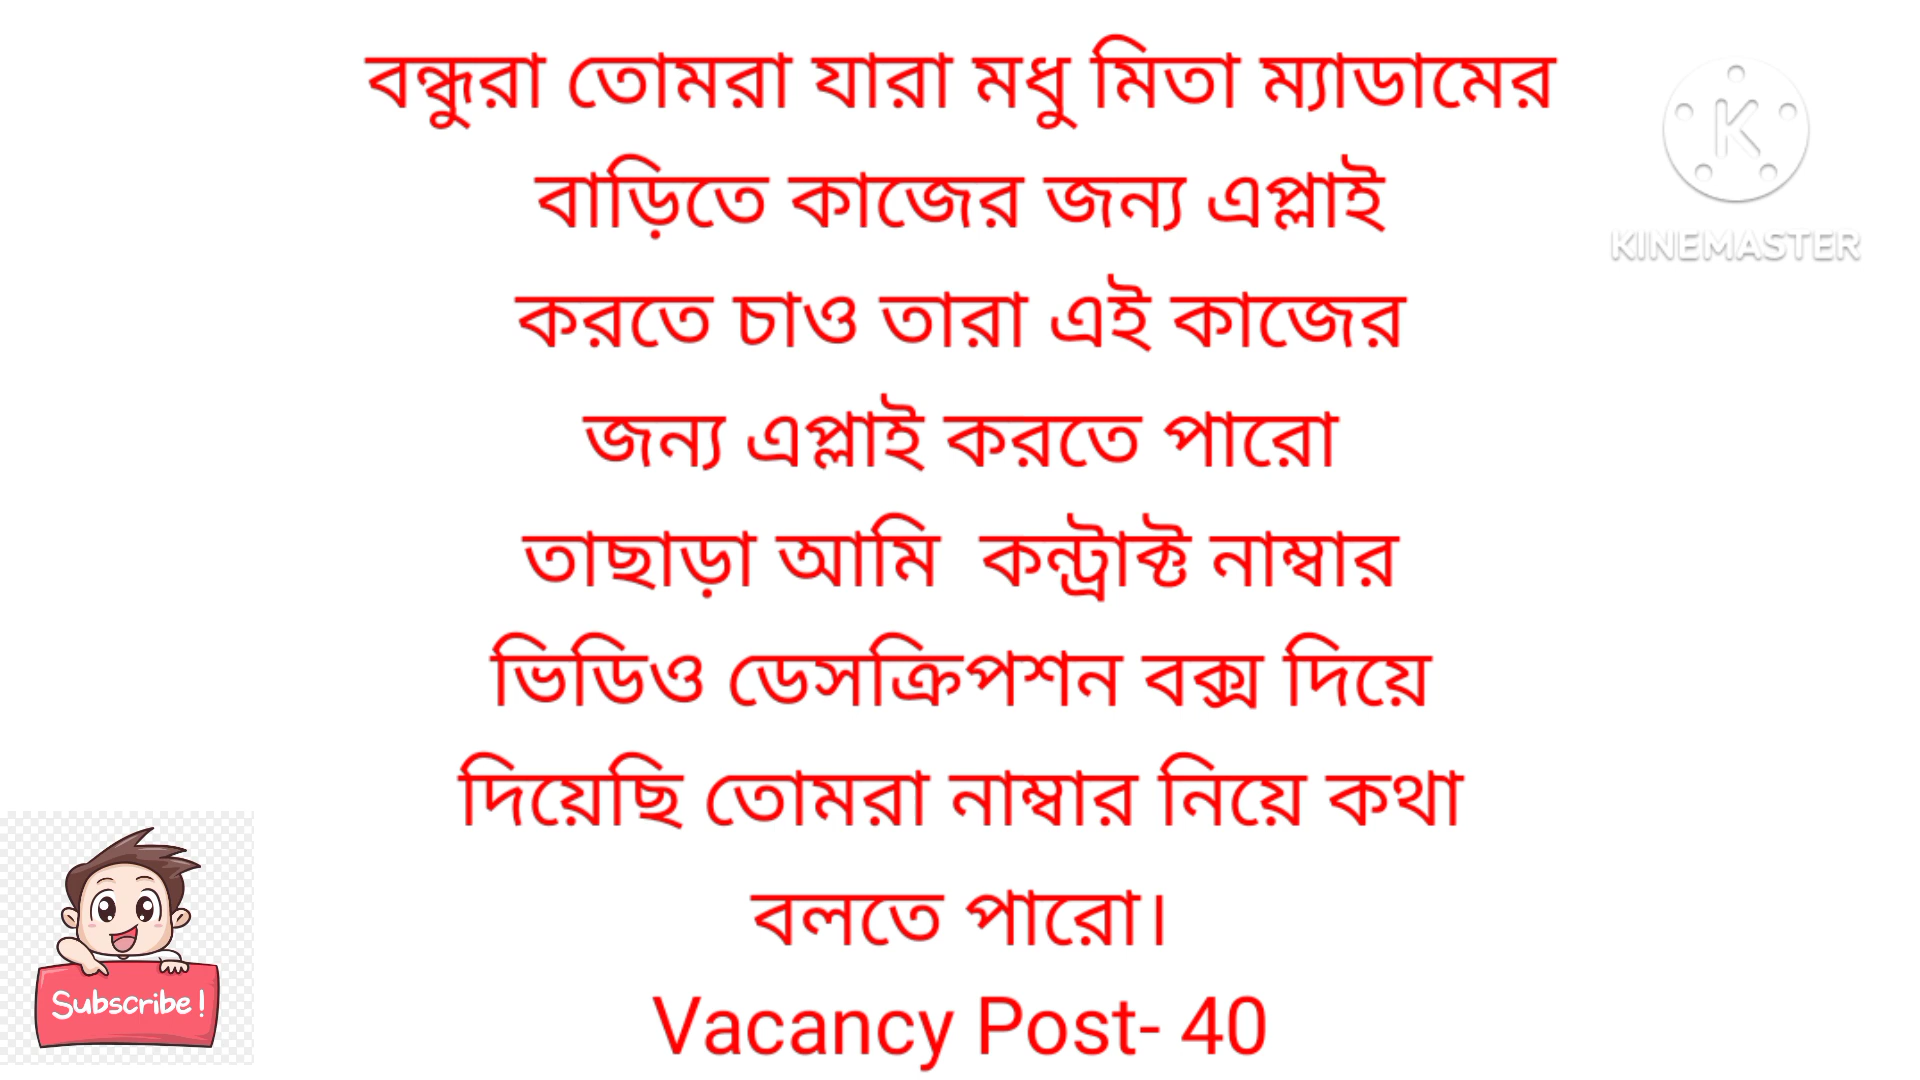 বন্ধুরা তোমরা যারা মধু মিতা ম্যাডামের
বাড়িতে কাজের জন্য এপ্লাই
করতে চাও তারা এই কাজের
জন্য এপ্লাই করতে পারো
তাছাড়া আমি কন্ট্রাক্ট নাম্বার
ভিডিও ডেসক্রিপশন বক্স দিয়ে
দিয়েছি তোমরা নাম্বার নিয়ে কথা
বলতে পারো।
Vacancy Post- 40
K
KINEMASTER
Subscribe!